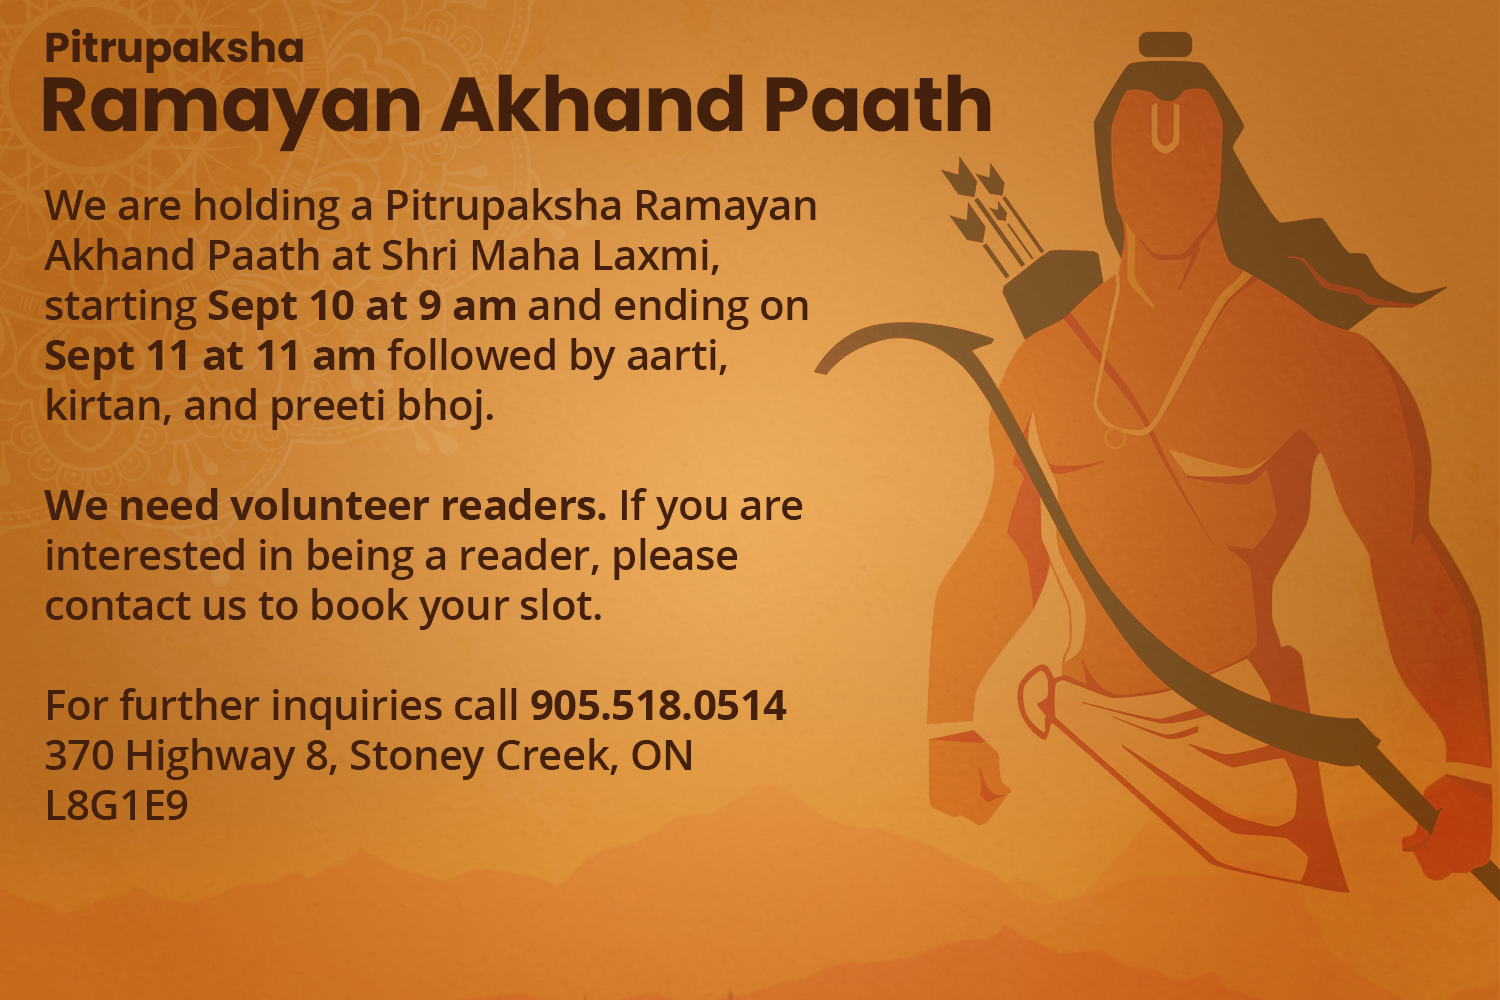 Pitrupaksha
Ramayan Akhand Paath
We are holding a Pitrupaksha Ramayan
Akhand Paath at Shri Maha Laxmi,
starting Sept 10 at 9 am and ending on
Sept 11 at 11 am followed by aarti,
kirtan, and preeti bhoj.
We need volunteer readers. If you are
interested in being a reader, please
contact us to book your slot.
For further inquiries call 905.518.0514
370 Highway 8, Stoney Creek, ON
L8G1E9